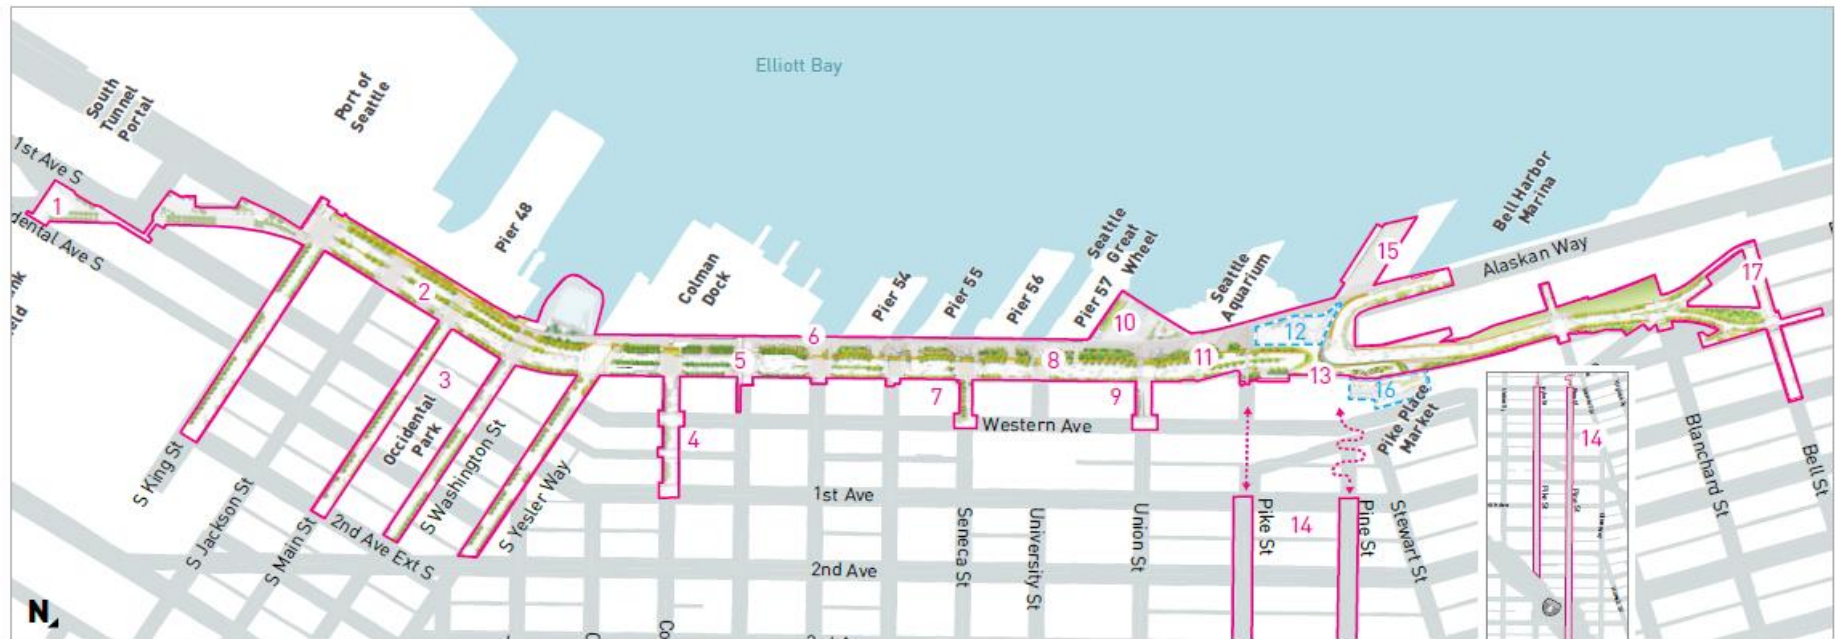 Elliott Bay
South
Tunnel
Portal
Port of
Seattle
1st Ave S
1
dental Ave S
2
Pier 48
3
Occidental
Park
S King St
S Jackson St
S Main St
2nd Ave Ext S
S Washington St
S Yesler Way
Colman
Dock
4
5
6
Pier 54
Pier 55
Pier 56
Pier 57
Seattle
Great
Wheel
7
8
9
10
Seattle
Aquarium
11
12
13
14
15
16
17
Bell Harbor
Marina
Alaskan Way
Pike Place
Market
Western Ave
1st Ave
2nd Ave
Seneca St
University St
Union St
Pike St
Pine St
Stewart St
Blanchard St
Bell St
14
Pike St
Pine St
N